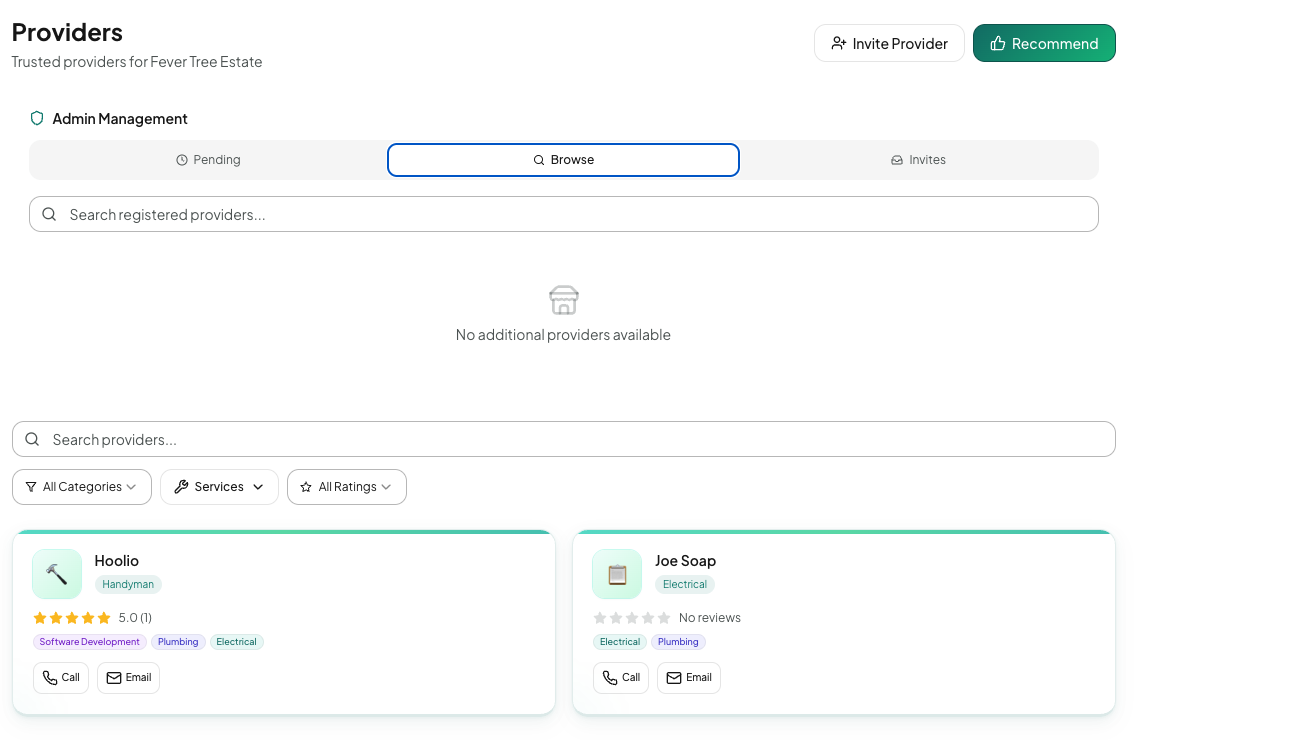 Providers
Trusted providers for Fever Tree Estate
Invite Provider
Recommend
Admin Management
Pending
Browse
Invites
Search registered providers...
No additional providers available
Search providers...
All Categories
Services
All Ratings
Hoolio
Handyman
5.0 (1)
Software Development
Plumbing
Electrical
Call
Email
Joe Soap
Electrical
No reviews
Electrical
Plumbing
Call
Email